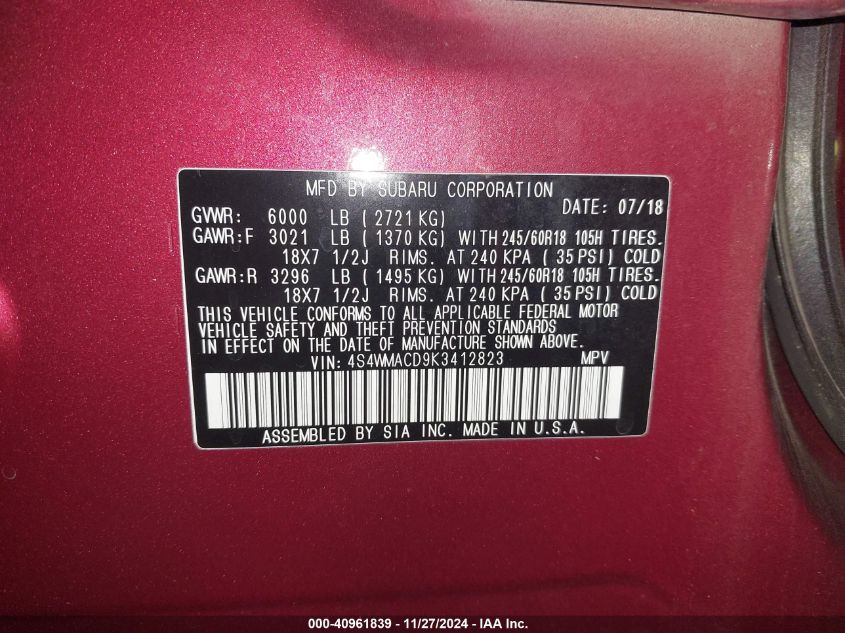 MFD BY SUBARU CORPORATION
GVWR: 6000 LB ( 2721 KG) DATE: 07/18
GAWR:F 3021 LB ( 1370 KG) WITH 245/60R18 105H TIRES.
18X7 1/2J RIMS. AT 240 KPA ( 35 PSI) COLD
GAWR:R 3296 LB ( 1495 KG) WITH 245/60R18 105H TIRES.
18X7 1/2J RIMS. AT 240 KPA ( 35 PSI) COLD
THIS VEHICLE CONFORMS TO ALL APPLICABLE FEDERAL MOTOR
VEHICLE SAFETY AND THEFT PREVENTION STANDARDS
IN EFFECT ON THE DATE OF MANUFACTURE SHOWN ABOVE.
VIN: 4S4WMACD9K3412823 MPV
ASSEMBLED BY SIA INC. MADE IN U.S.A.
000-40961839 - 11/27/2024 - IAA Inc.